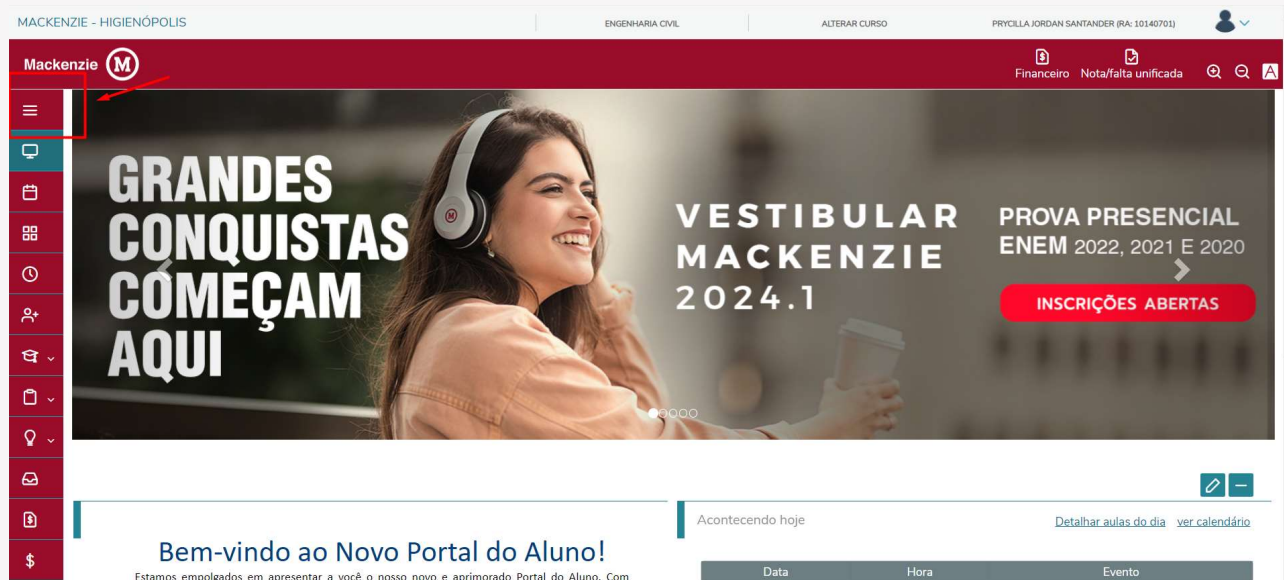 MACKENZIE - HIGIENÓPOLIS
ENGENHARIA CIVIL
ALTERAR CURSO
PRYCILLA JORDAN SANTANDER (RA: 10140701)
Mackenzie M
Financeiro
Nota/falta unificada
A
GRANDES
CONQUISTAS
COMEÇAM
AQUI
VESTIBULAR
MACKENZIE
2024.1
PROVA PRESENCIAL
ENEM 2022, 2021 E 2020
INSCRIÇÕES ABERTAS
Bem-vindo ao Novo Portal do Aluno!
Estamos empolgados em apresentar a você o nosso novo e aprimorado Portal do Aluno. Com
Acontecendo hoje
Detalhar aulas do dia ver calendário
Data Hora Evento